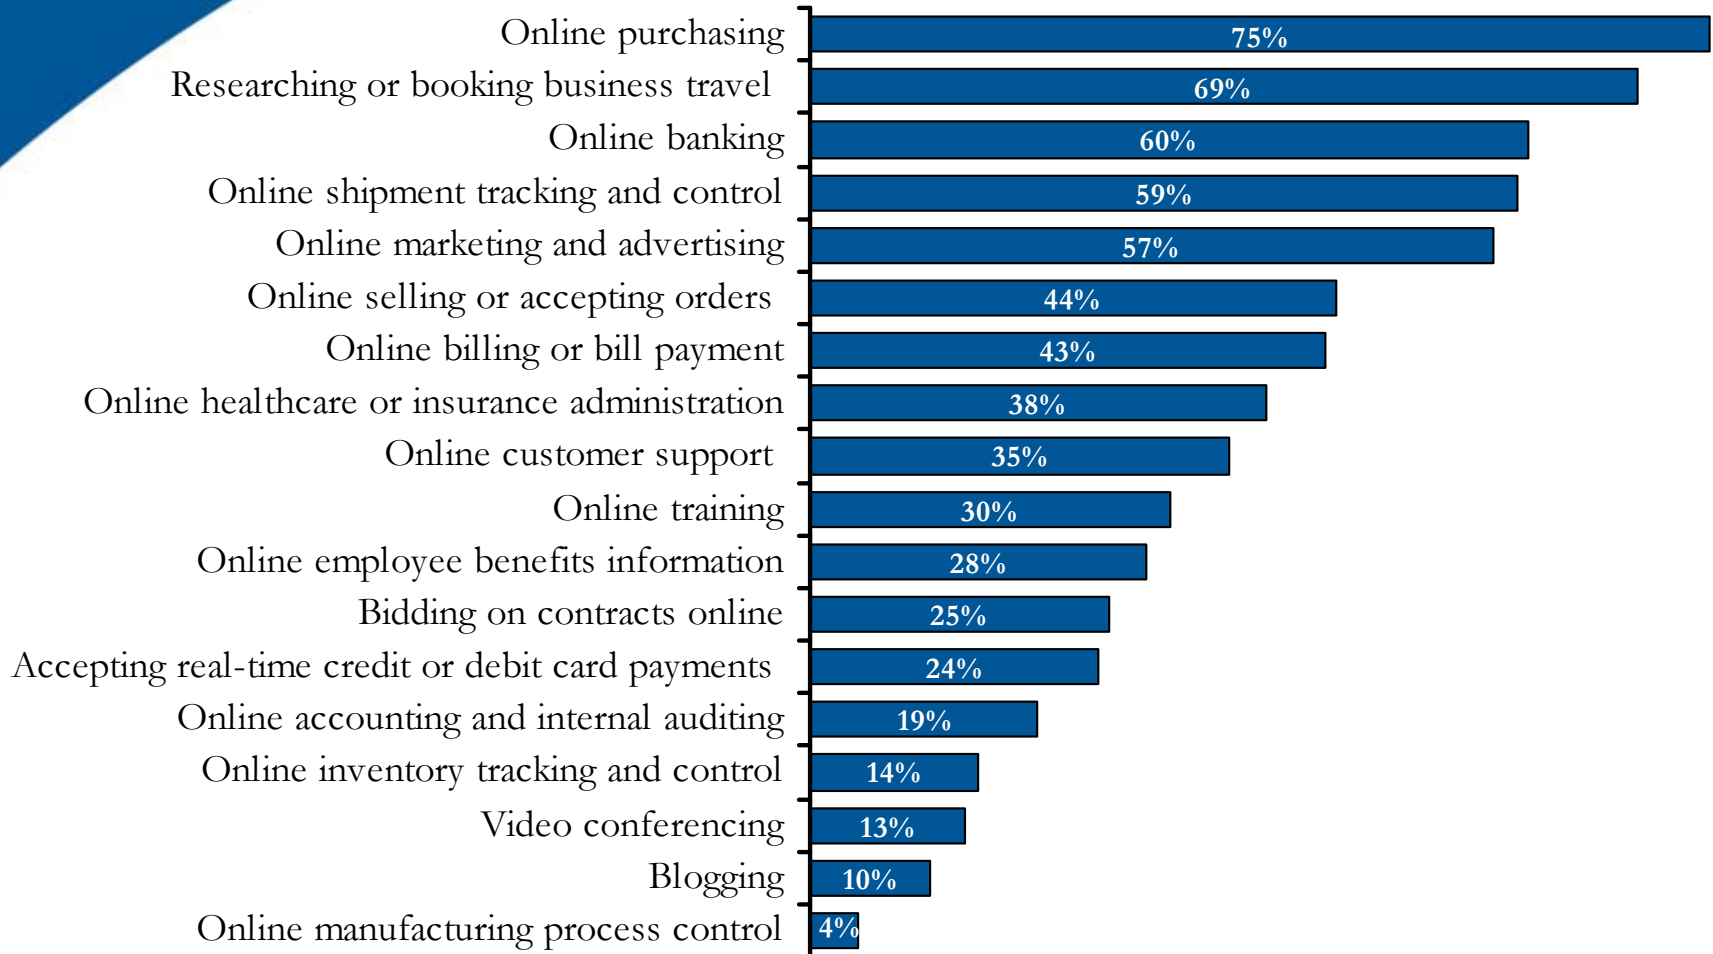 Online purchasing 75%
Researching or booking business travel 69%
Online banking 60%
Online shipment tracking and control 59%
Online marketing and advertising 57%
Online selling or accepting orders 44%
Online billing or bill payment 43%
Online healthcare or insurance administration 38%
Online customer support 35%
Online training 30%
Online employee benefits information 28%
Bidding on contracts online 25%
Accepting real-time credit or debit card payments 24%
Online accounting and internal auditing 19%
Online inventory tracking and control 14%
Video conferencing 13%
Blogging 10%
Online manufacturing process control 4%